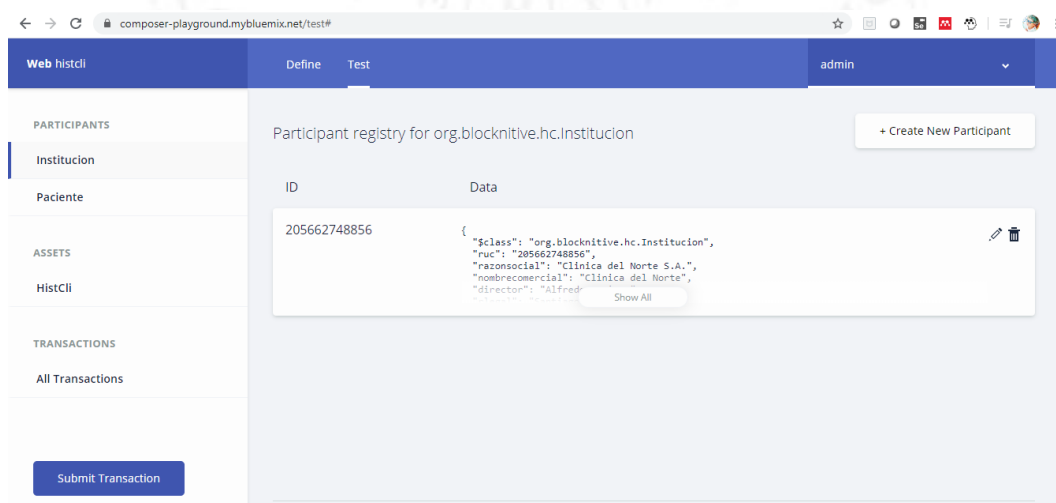 composer-playground.mybluemix.net/test#
Web histcli
Define
Test
admin
PARTICIPANTS
Institucion
Paciente
ASSETS
HistCli
TRANSACTIONS
All Transactions
Submit Transaction
Participant registry for org.blocknitive.hc.Institucion
+ Create New Participant
ID
Data
205662748856
{
"$class": "org.blocknitive.hc.Institucion",
"ruc": "205662748856",
"razonsocial": "Clinica del Norte S.A.",
"nombrecomercial": "Clinica del Norte",
"director": "Alfred
Show All